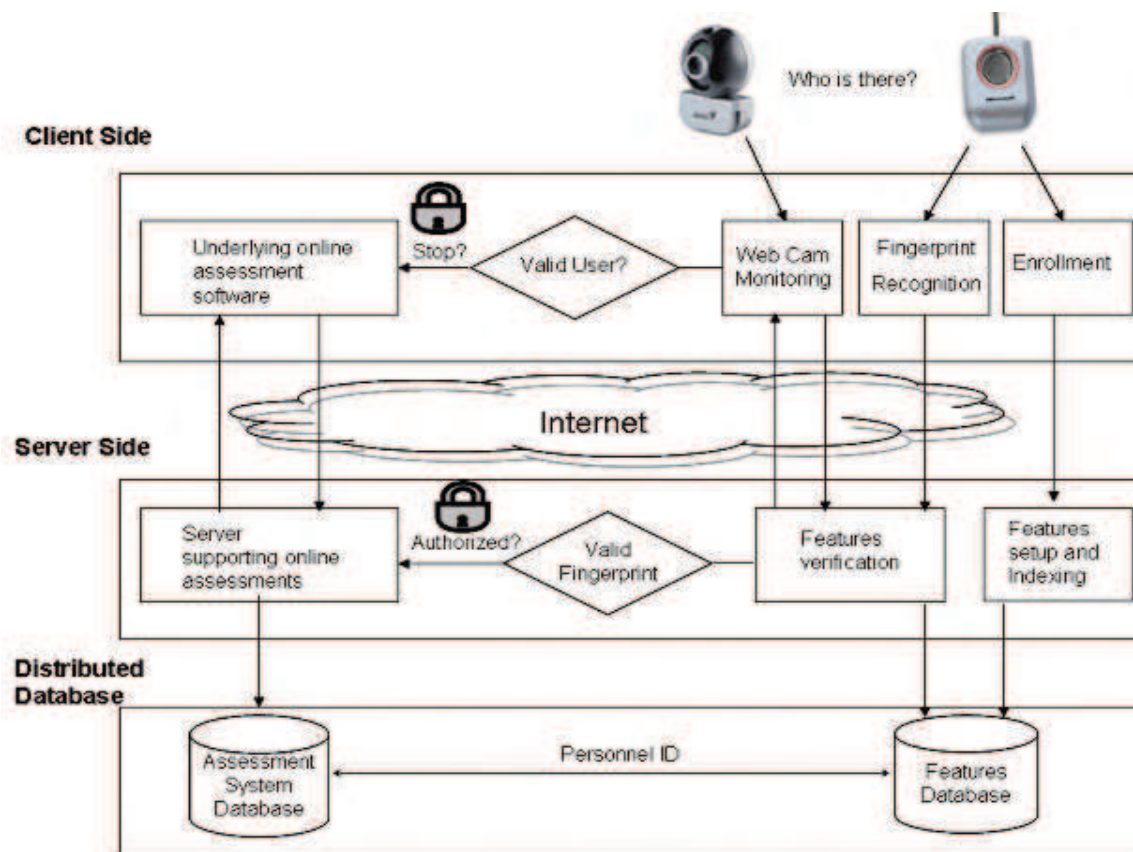 Who is there?
Client Side
Stop?
Underlying online
assessment
software
Valid User?
Web Cam
Monitoring
Fingerprint
Recognition
Enrollment
Internet
Server Side
Authorized?
Server
supporting online
assessments
Valid
Fingerprint
Features
verification
Features
setup and
Indexing
Distributed
Database
Personnel ID
Assessment
System
Database
Features
Database